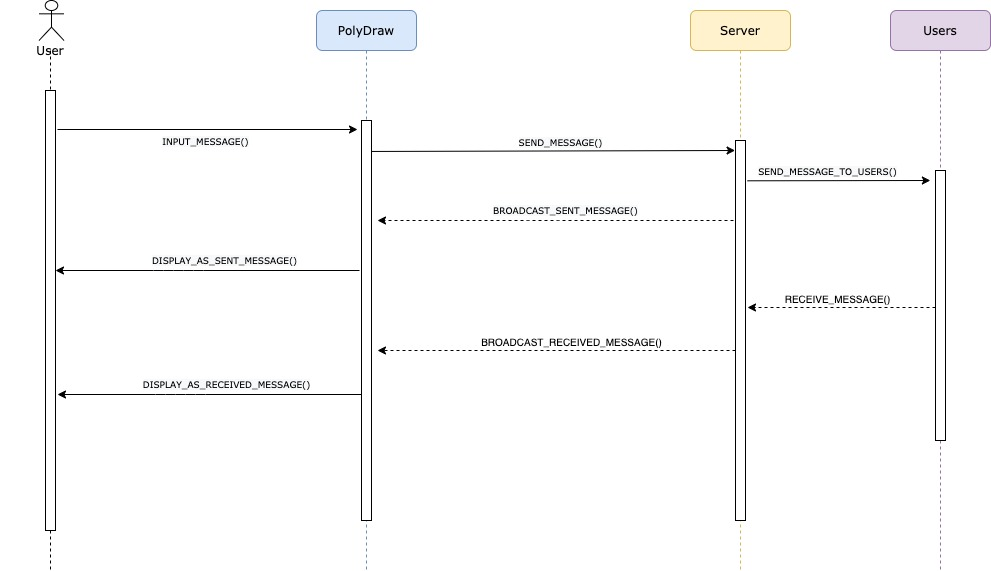 User
PolyDraw
Server
Users
INPUT_MESSAGE()
SEND_MESSAGE()
SEND_MESSAGE_TO_USERS()
BROADCAST_SENT_MESSAGE()
DISPLAY_AS_SENT_MESSAGE()
RECEIVE_MESSAGE()
BROADCAST_RECEIVED_MESSAGE()
DISPLAY_AS_RECEIVED_MESSAGE()